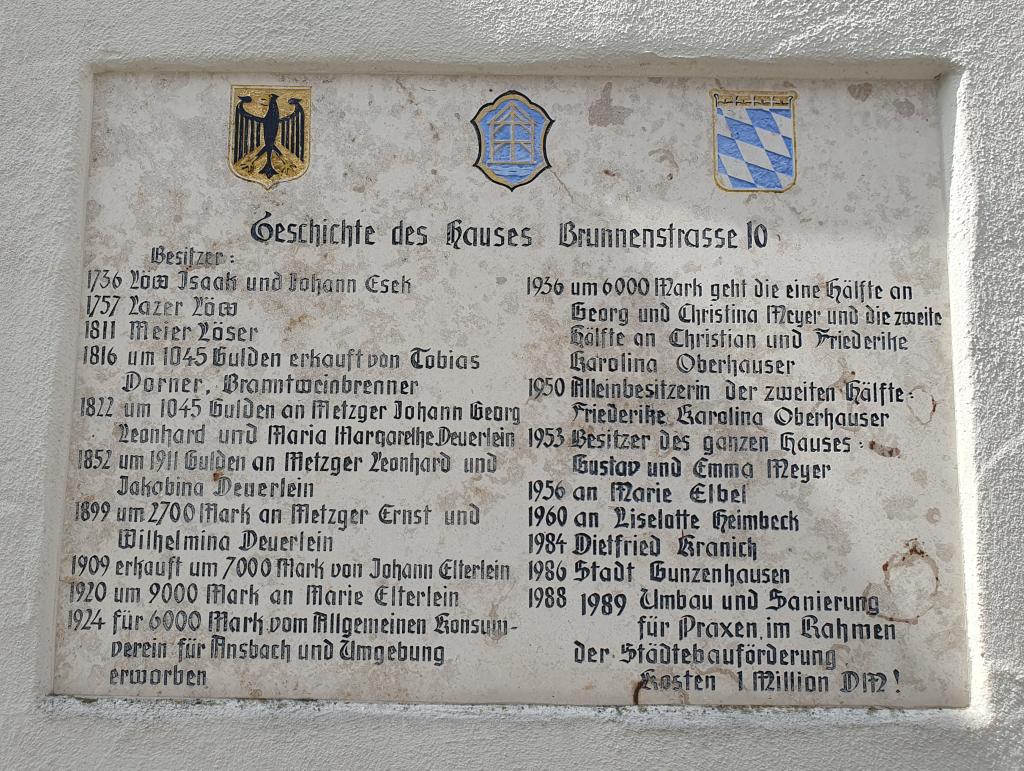 Geschichte des Hauses Brunnenstrasse 10
Besitzer:
1736 Löw Isaak und Johann Esek
1757 Lazer Löw
1811 Meier Löser
1816 um 1045 Gulden erkauft von Tobias
Dorner, Branntweinbrenner
1822 um 1045 Gulden an Metzger Johann Georg
Leonhard und Maria Margarethe Deuerlein
1852 um 1911 Gulden an Metzger Leonhard und
Jakobina Deuerlein
1899 um 2700 Mark an Metzger Ernst und
Wilhelmina Deuerlein
1909 erkauft um 7000 Mark von Johann Elterlein
1920 um 9000 Mark an Marie Elterlein
1924 für 6000 Mark vom Allgemeinen Konsum-
verein für Ansbach und Umgebung
erworben
1936 um 6000 Mark geht die eine Hälfte an
Georg und Christina Meyer und die zweite
Hälfte an Christian und Friederike
Karolina Oberhauser
1950 Alleinbesitzerin der zweiten Hälfte:
Friederike Karolina Oberhauser
1953 Besitzer des ganzen Hauses:
Gustav und Emma Meyer
1956 an Marie Elbel
1960 an Liselotte Heimbeck
1984 Dietfried Kranich
1986 Stadt Gunzenhausen
1988 1989 Umbau und Sanierung
für Praxen im Rahmen
der Städtebauförderung
Kosten 1 Million DM!